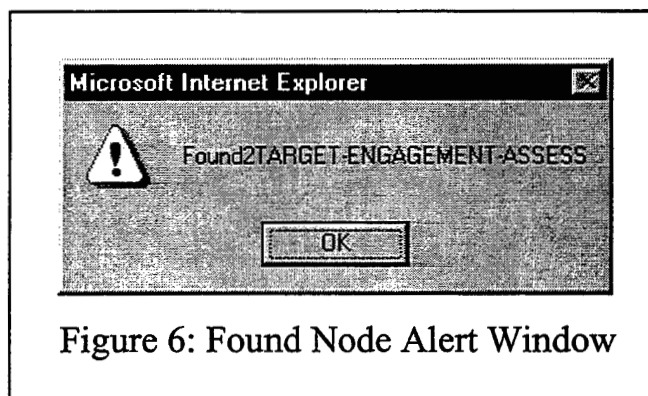 Microsoft Internet Explorer
Found2TARGET-ENGAGEMENT-ASSESS
OK
Figure 6: Found Node Alert Window